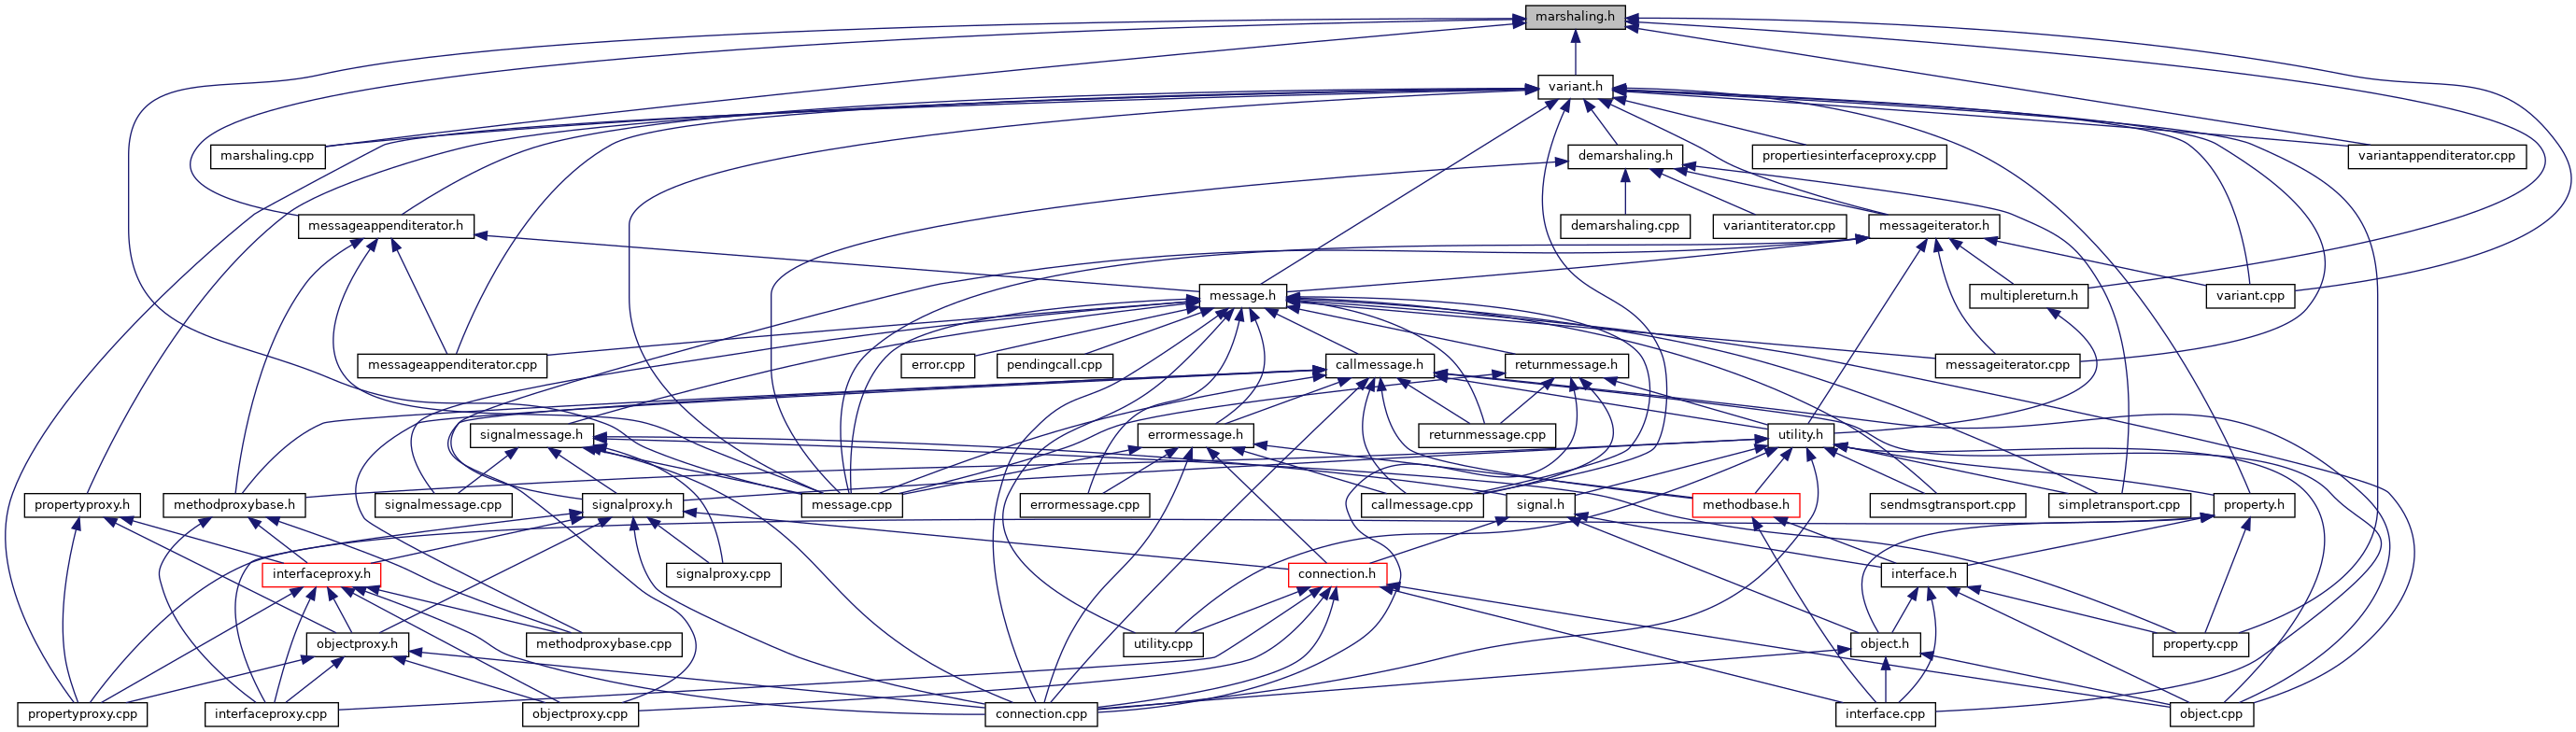 marshaling.h
variant.h
marshaling.cpp
demarshaling.h
propertiesinterfaceproxy.cpp
variantappenditerator.cpp
messageappenditerator.h
demarshaling.cpp
variantiterator.cpp
messageiterator.h
message.h
multiplereturn.h
variant.cpp
messageappenditerator.cpp
error.cpp
pendingcall.cpp
callmessage.h
returnmessage.h
messageiterator.cpp
signalmessage.h
errormessage.h
returnmessage.cpp
utility.h
propertyproxy.h
methodproxybase.h
signalmessage.cpp
signalproxy.h
message.cpp
errormessage.cpp
callmessage.cpp
signal.h
methodbase.h
sendmsgtransport.cpp
simpletransport.cpp
property.h
interfaceproxy.h
signalproxy.cpp
connection.h
interface.h
objectproxy.h
methodproxybase.cpp
utility.cpp
object.h
property.cpp
propertyproxy.cpp
interfaceproxy.cpp
objectproxy.cpp
connection.cpp
interface.cpp
object.cpp